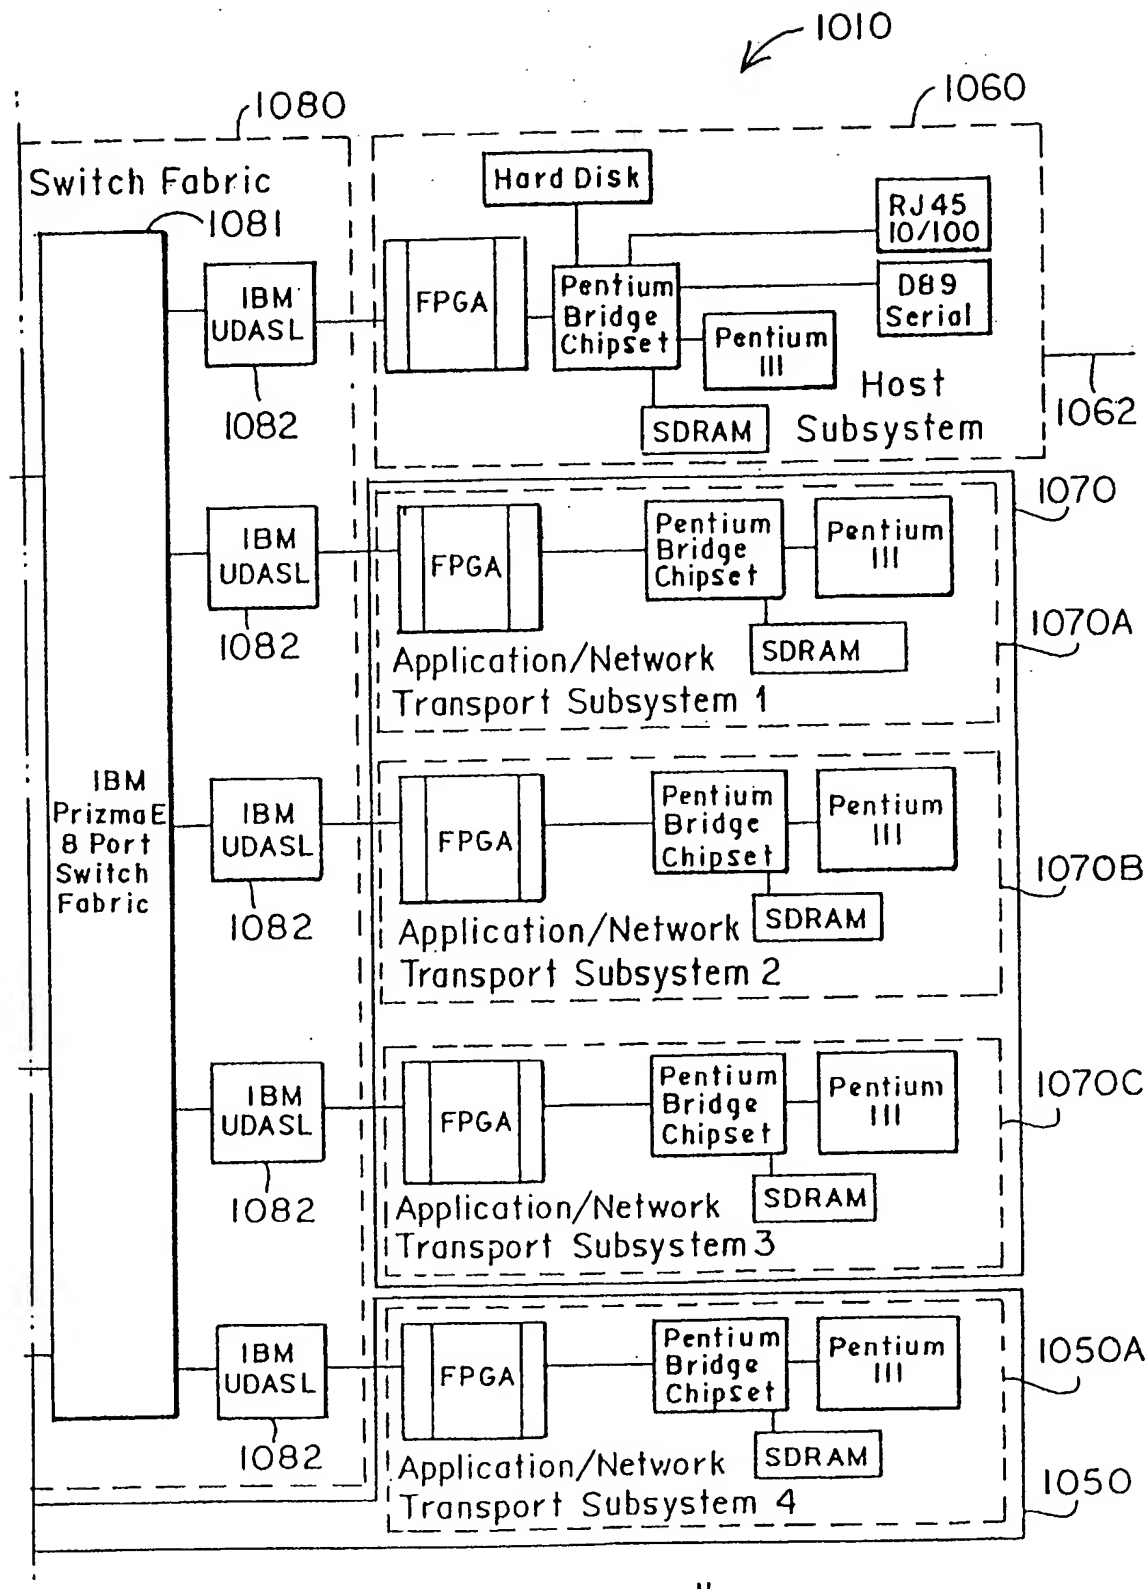 1010
1080
1060
Switch Fabric
1081
Hard Disk
RJ45
10/100
IBM
UDASL
FPGA
Pentium
Bridge
Chipset
D89
Serial
Pentium
III
1082
SDRAM
Host
Subsystem
1062
1070
IBM
UDASL
FPGA
Pentium
Bridge
Chipset
Pentium
III
1082
SDRAM
1070A
Application/Network
Transport Subsystem 1
IBM
PrizmaE
8 Port
Switch
Fabric
IBM
UDASL
FPGA
Pentium
Bridge
Chipset
Pentium
III
1070B
1082
SDRAM
Application/Network
Transport Subsystem 2
IBM
UDASL
FPGA
Pentium
Bridge
Chipset
Pentium
III
1070C
1082
SDRAM
Application/Network
Transport Subsystem 3
IBM
UDASL
FPGA
Pentium
Bridge
Chipset
Pentium
III
1050A
1082
SDRAM
Application/Network
Transport Subsystem 4
1050